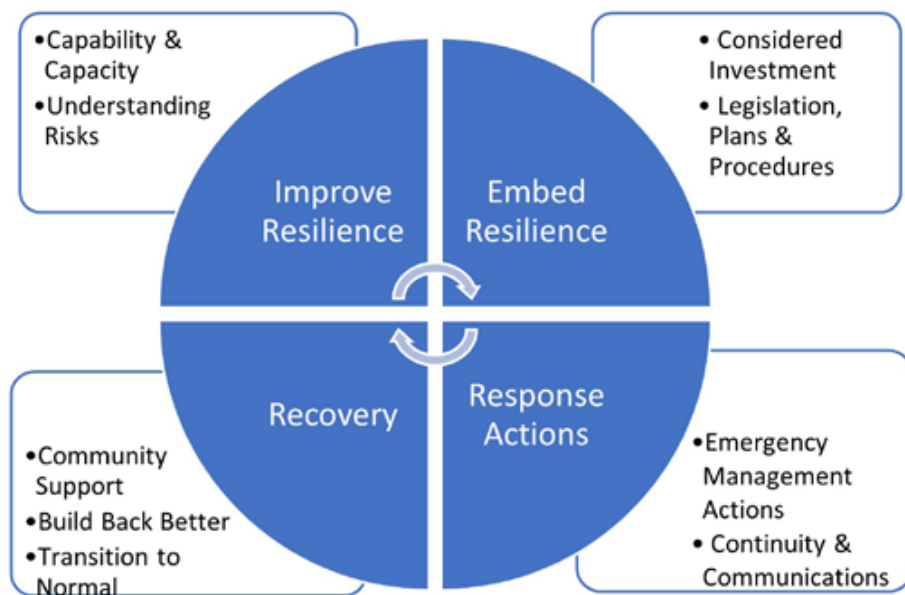 •Capability &
Capacity
•Understanding
Risks
• Considered
Investment
• Legislation,
Plans &
Procedures
Improve
Resilience
Embed
Resilience
Recovery
Response
Actions
•Community
Support
•Build Back Better
•Transition to
Normal
•Emergency
Management
Actions
• Continuity &
Communications